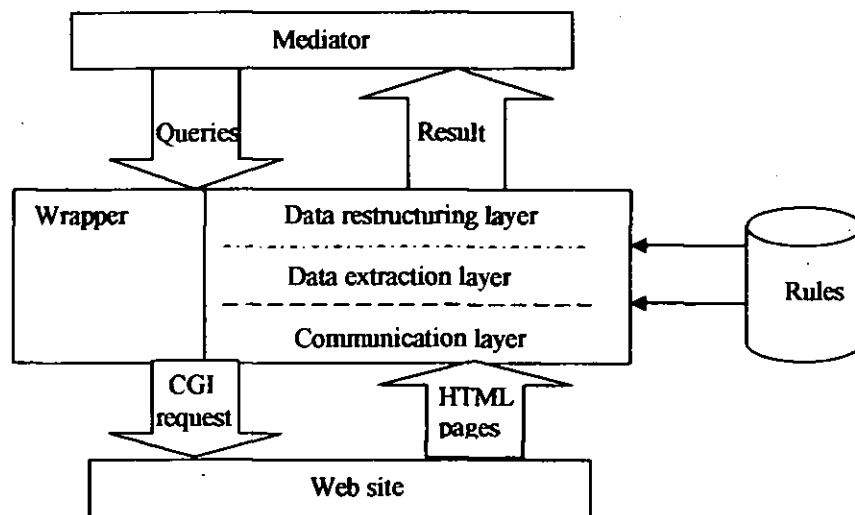 Mediator
Queries
Result
Wrapper
Data restructuring layer
Data extraction layer
Communication layer
Rules
CGI
request
HTML
pages
Web site